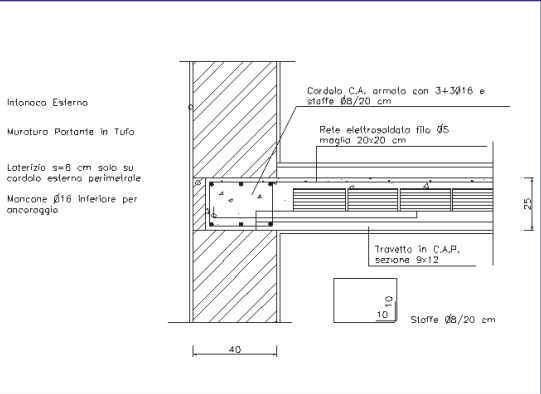 Intonaco Esterno
Muratura Portante in Tufo
Laterizio s=6 cm solo su
cordolo esterno perimetrale
Moncone Ø16 inferiore per
ancoraggio
Cordolo C.A. armato con 3+3Ø16 e
staffe Ø8/20 cm
Rete elettrosaldata filo Ø5
maglia 20x20 cm
25
Travetto in C.A.P.
sezione 9x12
10
10
Staffe Ø8/20 cm
40